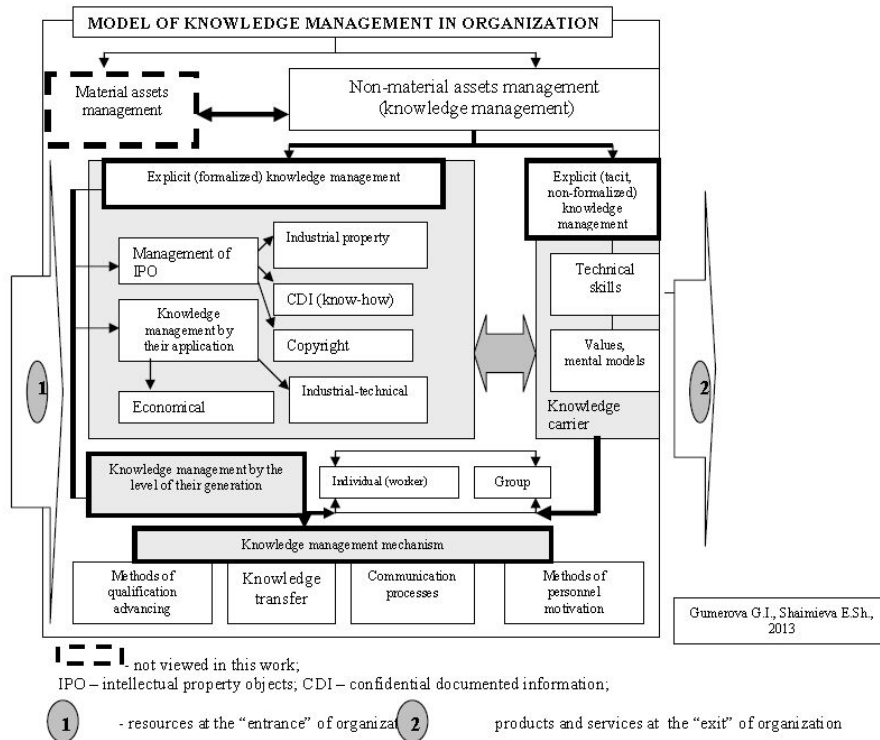 MODEL OF KNOWLEDGE MANAGEMENT IN ORGANIZATION
Material assets
management
Non-material assets management
(knowledge management)
Explicit (formalized) knowledge management
Explicit (tacit,
non-formalized)
knowledge
management
Management of
IPO
Industrial property
CDI (know-how)
Knowledge
management by
their application
Copyright
Economical
Industrial-technical
Technical
skills
Values,
mental models
Knowledge
carrier
1
2
Knowledge management by the
level of their generation
Individual (worker)
Group
Knowledge management mechanism
Methods of
qualification
advancing
Knowledge
transfer
Communication
processes
Methods of
personnel
motivation
Gumerova G.I., Shaimieva E.Sh.,
2013
- not viewed in this work;
IPO – intellectual property objects; CDI – confidential documented information;
1 - resources at the “entrance” of organizat 2 products and services at the “exit” of organization